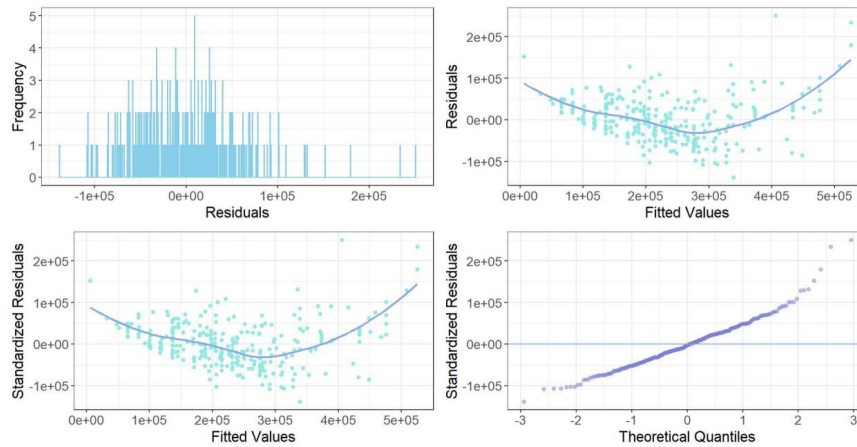 Frequency
5
4
3
2
1
0
-1e+05
0e+00
1e+05
2e+05
Residuals
Residuals
2e+05
1e+05
0e+00
-1e+05
0e+00
1e+05
2e+05
3e+05
4e+05
5e+05
Fitted Values
Standardized Residuals
2e+05
1e+05
0e+00
-1e+05
0e+00
1e+05
2e+05
3e+05
4e+05
5e+05
Fitted Values
Standardized Residuals
2e+05
1e+05
0e+00
-1e+05
-3
-2
-1
0
1
2
3
Theoretical Quantiles